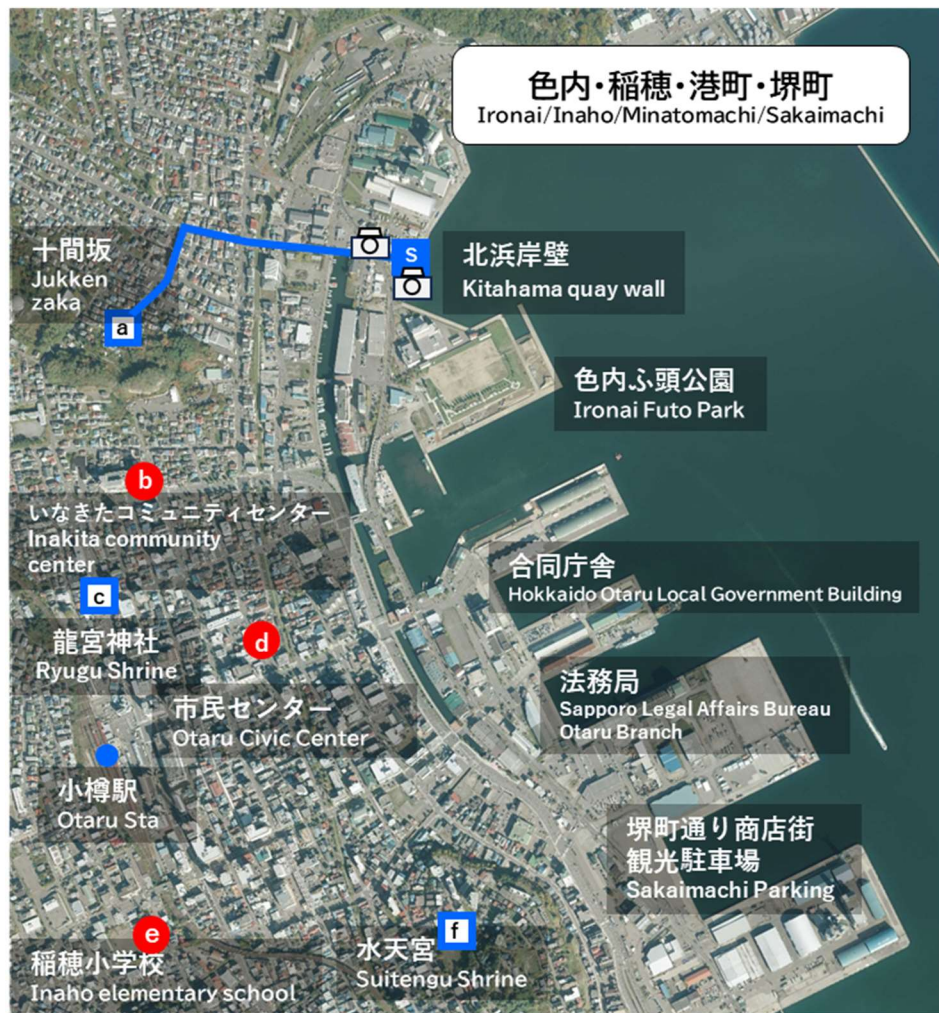 色内・稲穂・港町・堺町
Ironai/Inaho/Minatomachi/Sakaimachi
十間坂
Jukken
zaka
a
S
北浜岸壁
Kitahama quay wall
色内ふ頭公園
Ironai Futo Park
b
いなきたコミュニティセンター
Inakita community
center
合同庁舎
Hokkaido Otaru Local Government Building
c
龍宮神社
Ryugu Shrine
d
市民センター
Otaru Civic Center
法務局
Sapporo Legal Affairs Bureau
Otaru Branch
小樽駅
Otaru Sta
堺町通り商店街
観光駐車場
Sakaimachi Parking
e
稲穂小学校
Inaho elementary school
f
水天宮
Suitengu Shrine